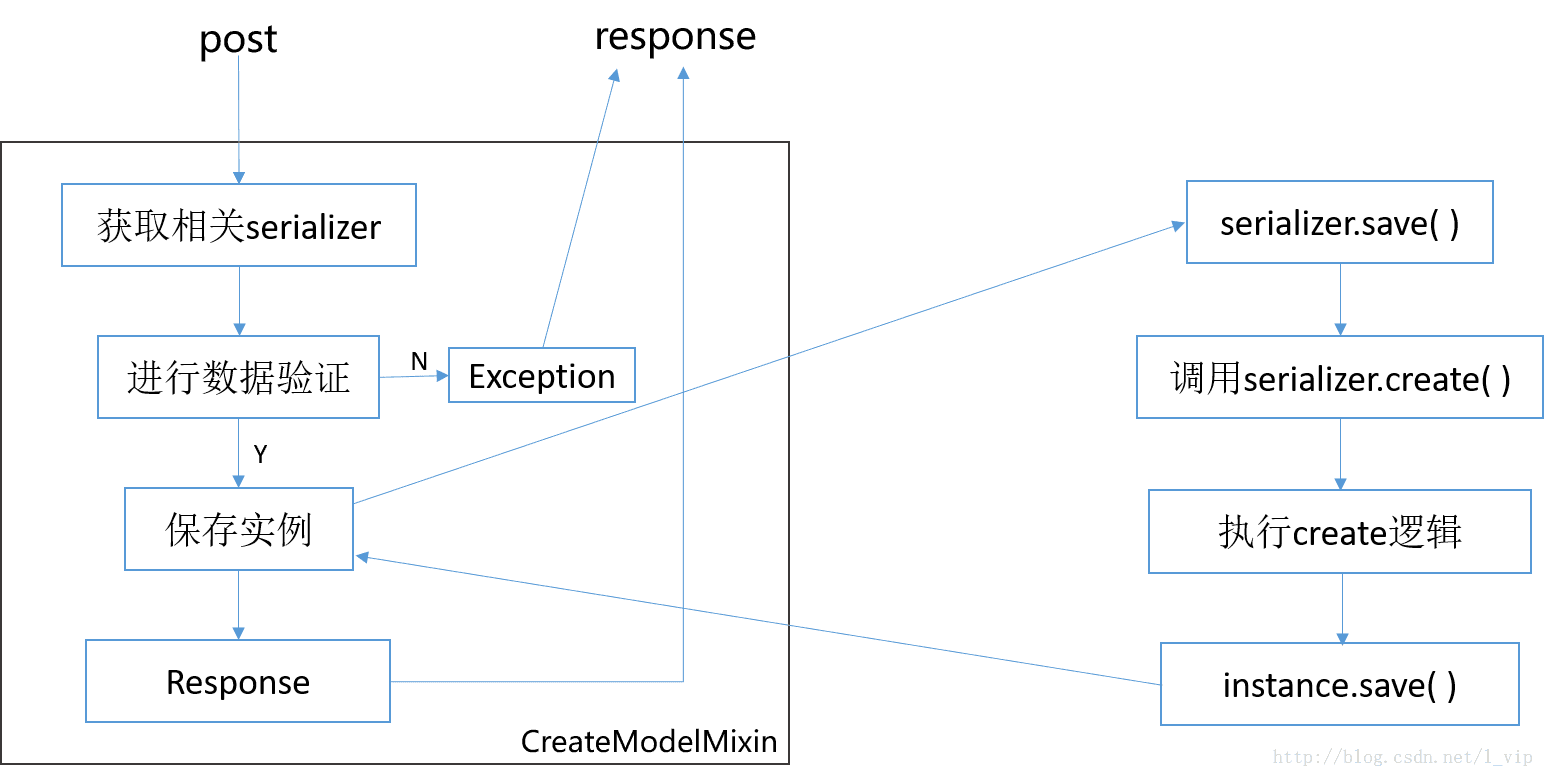 post
response
获取相关serializer
进行数据验证
N
Exception
Y
保存实例
Response
CreateModelMixin
serializer.save( )
调用serializer.create( )
执行create逻辑
instance.save( )
http://blog.csdn.net/l_vip